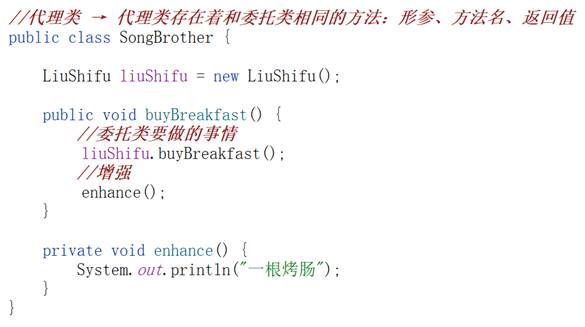 //代理类 → 代理类存在着和委托类相同的方法：形参、方法名、返回值
public class SongBrother {
LiuShifu liuShifu = new LiuShifu();
public void buyBreakfast() {
//委托类要做的事情
liuShifu.buyBreakfast();
//增强
enhance();
}
private void enhance() {
System.out.println("一根烤肠");
}
}